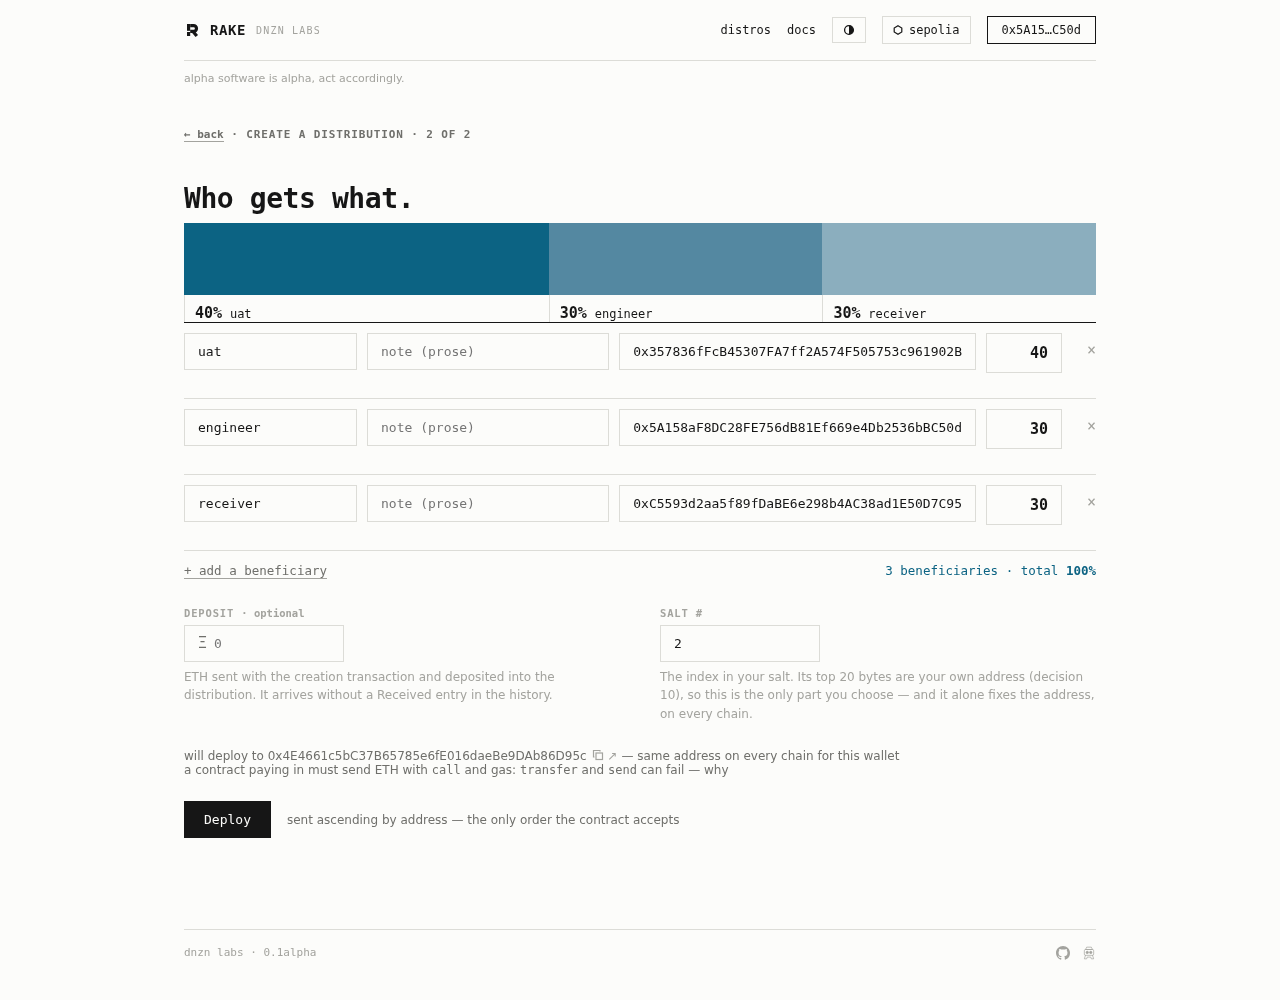 RAKE DNZN LABS distros docs sepolia 0x5A15…C50d
alpha software is alpha, act accordingly.
← back · CREATE A DISTRIBUTION · 2 OF 2
Who gets what.
40% uat 30% engineer 30% receiver
uat note (prose) 0x357836fFcB45307FA7ff2A574F505753c961902B 40 ×
engineer note (prose) 0x5A158aF8DC28FE756dB81Ef669e4Db2536bBC50d 30 ×
receiver note (prose) 0xC5593d2aa5f89fDaBE6e298b4AC38ad1E50D7C95 30 ×
+ add a beneficiary 3 beneficiaries · total 100%
DEPOSIT · optional SALT #
Ξ 0 2
ETH sent with the creation transaction and deposited into the
distribution. It arrives without a Received entry in the history.
The index in your salt. Its top 20 bytes are your own address (decision
10), so this is the only part you choose — and it alone fixes the address,
on every chain.
will deploy to 0x4E4661c5bC37B65785e6fE016daeBe9DAb86D95c ↗ — same address on every chain for this wallet
a contract paying in must send ETH with call and gas: transfer and send can fail — why
Deploy sent ascending by address — the only order the contract accepts
dnzn labs · 0.1alpha